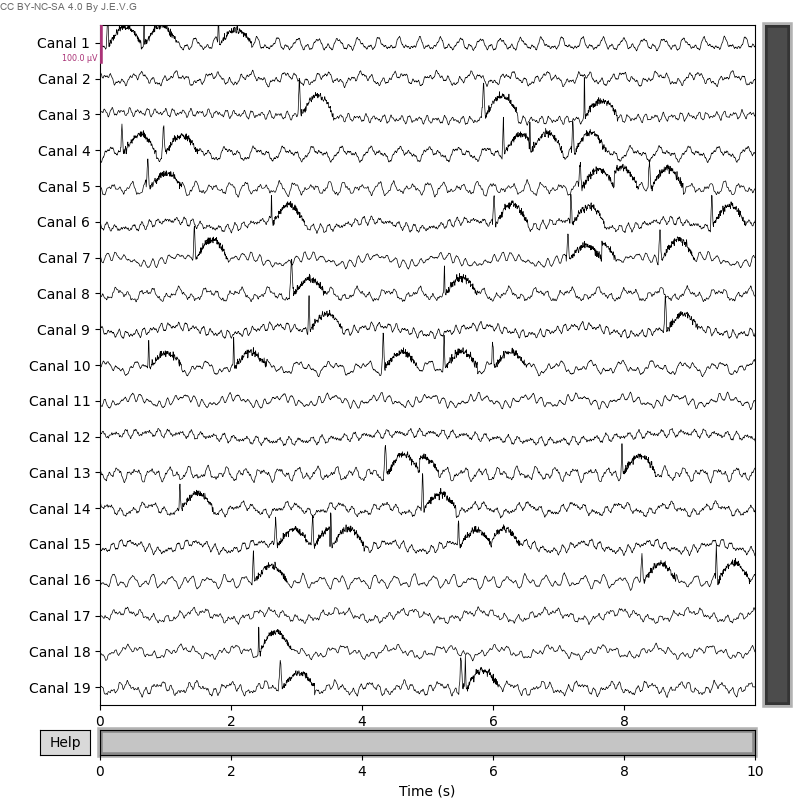 CC BY-NC-SA 4.0 By J.E.V.G
Canal 1
100.0 μV
Canal 2
Canal 3
Canal 4
Canal 5
Canal 6
Canal 7
Canal 8
Canal 9
Canal 10
Canal 11
Canal 12
Canal 13
Canal 14
Canal 15
Canal 16
Canal 17
Canal 18
Canal 19
0 2 4 6 8
Help
0 2 4 6 8 10
Time (s)